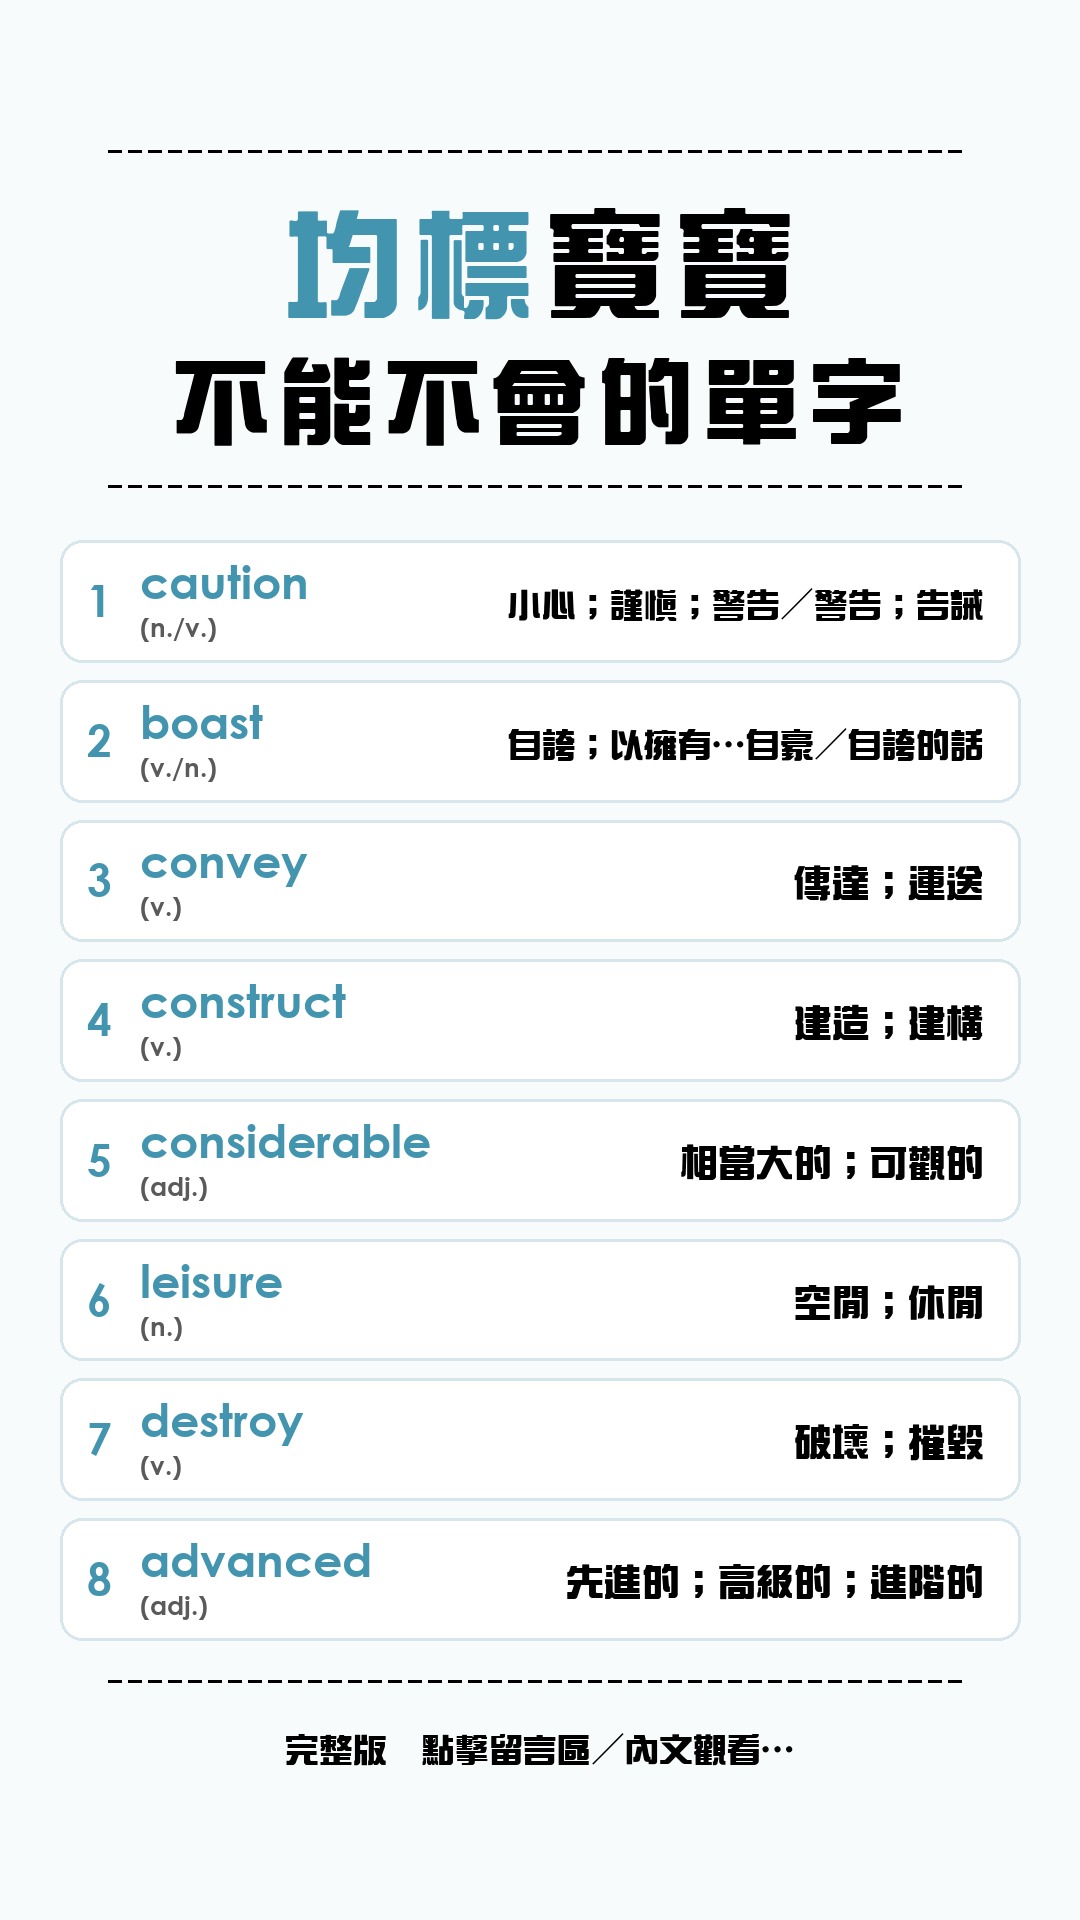 均標寶寶
不能不會的單字
1 caution (n./v.) 小心；謹慎；警告／警告；告誡
2 boast (v./n.) 自誇；以擁有…自豪／自誇的話
3 convey (v.) 傳達；運送
4 construct (v.) 建造；建構
5 considerable (adj.) 相當大的；可觀的
6 leisure (n.) 空閒；休閒
7 destroy (v.) 破壞；摧毀
8 advanced (adj.) 先進的；高級的；進階的
完整版　點擊留言區／內文觀看…